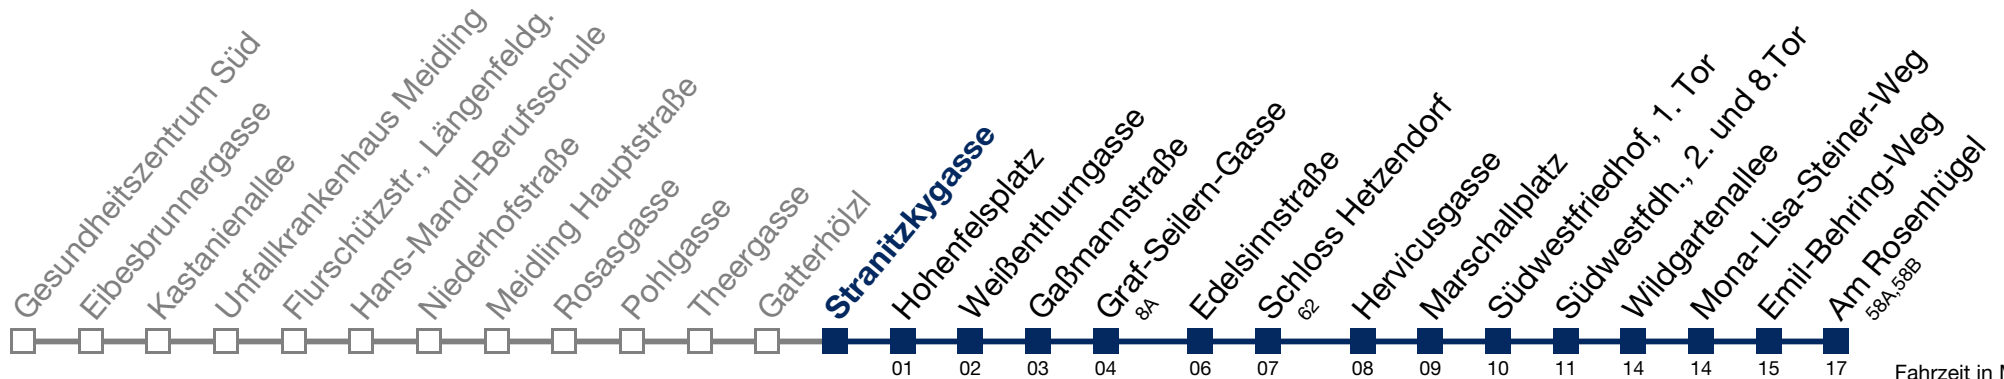 Gesundheitszentrum Süd
Eibesbrunnergasse
Kastanienallee
Unfallkrankenhaus Meidling
Flurschützstr., Längenfeldg.
Hans-Mandl-Berufsschule
Niederhofstraße
Meidling Hauptstraße
Rosasgasse
Pohlgasse
Theergasse
Gatterhölzl
Stranitzkygasse
Hohenfelsplatz
Weißenthurngasse
Gaßmannstraße
Graf-Seilern-Gasse
8A
Edelsinnstraße
Schloss Hetzendorf
62
Hervicusgasse
Marschallplatz
Südwestfriedhof, 1. Tor
Südwestfdh., 2. und 8.Tor
Wildgartenallee
Mona-Lisa-Steiner-Weg
Emil-Behring-Weg
Am Rosenhügel
58A,58B
01 02 03 04 06 07 08 09 10 11 14 14 15 17
Fahrzeit in